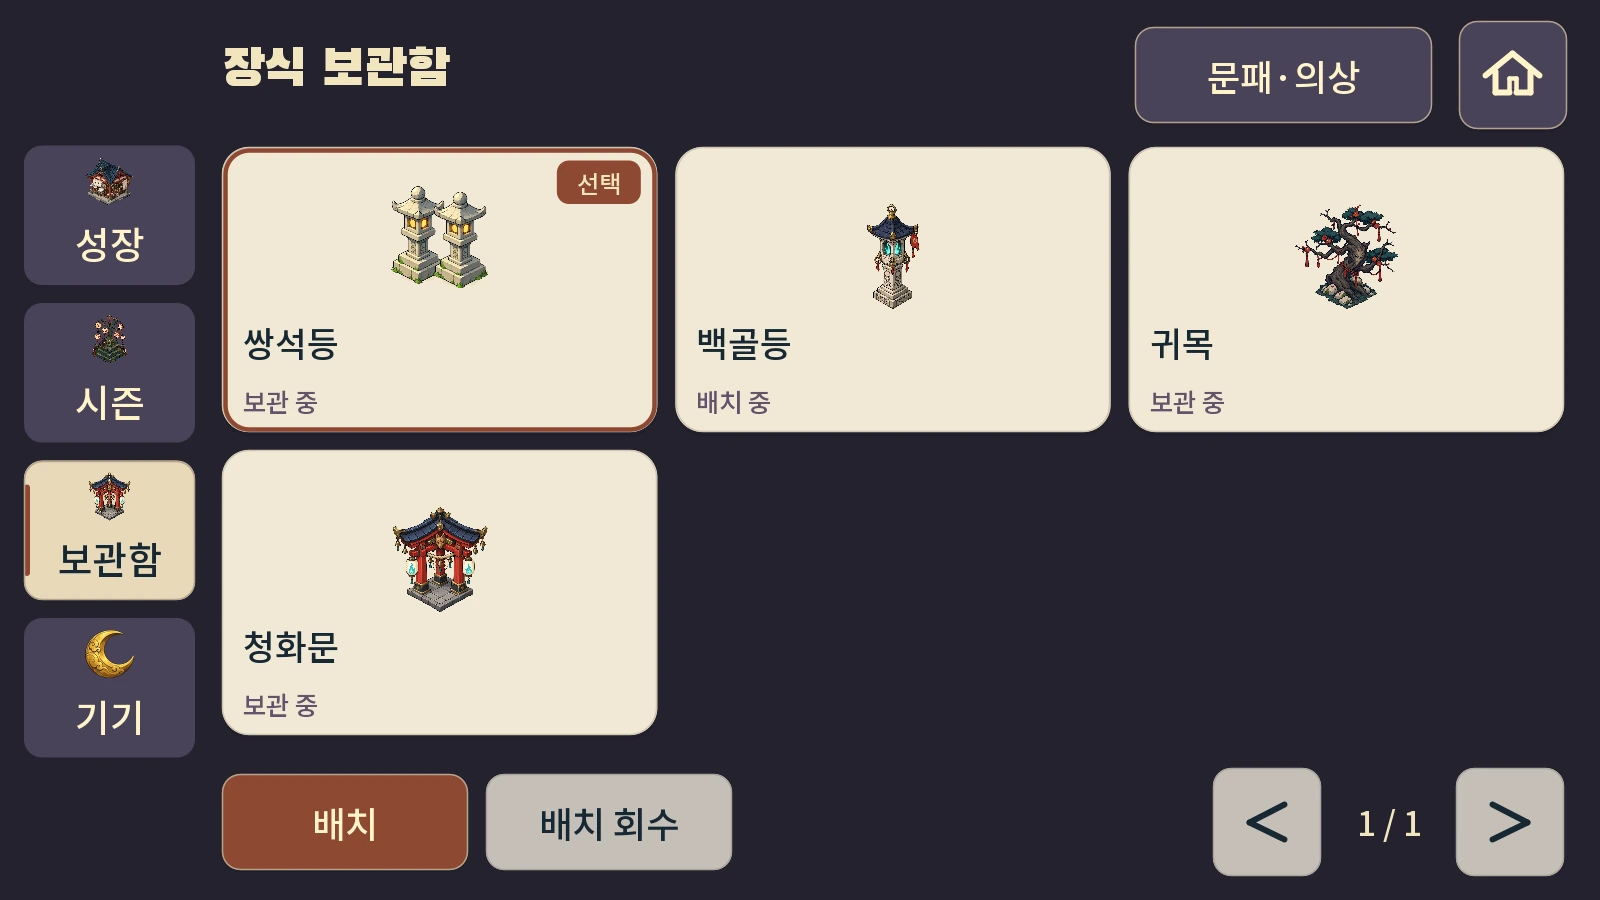 장식 보관함
문패·의상
성장
시즌
보관함
기기
선택
쌍석등
보관 중
백골등
배치 중
귀목
보관 중
청화문
보관 중
배치
배치 회수
<
1 / 1
>